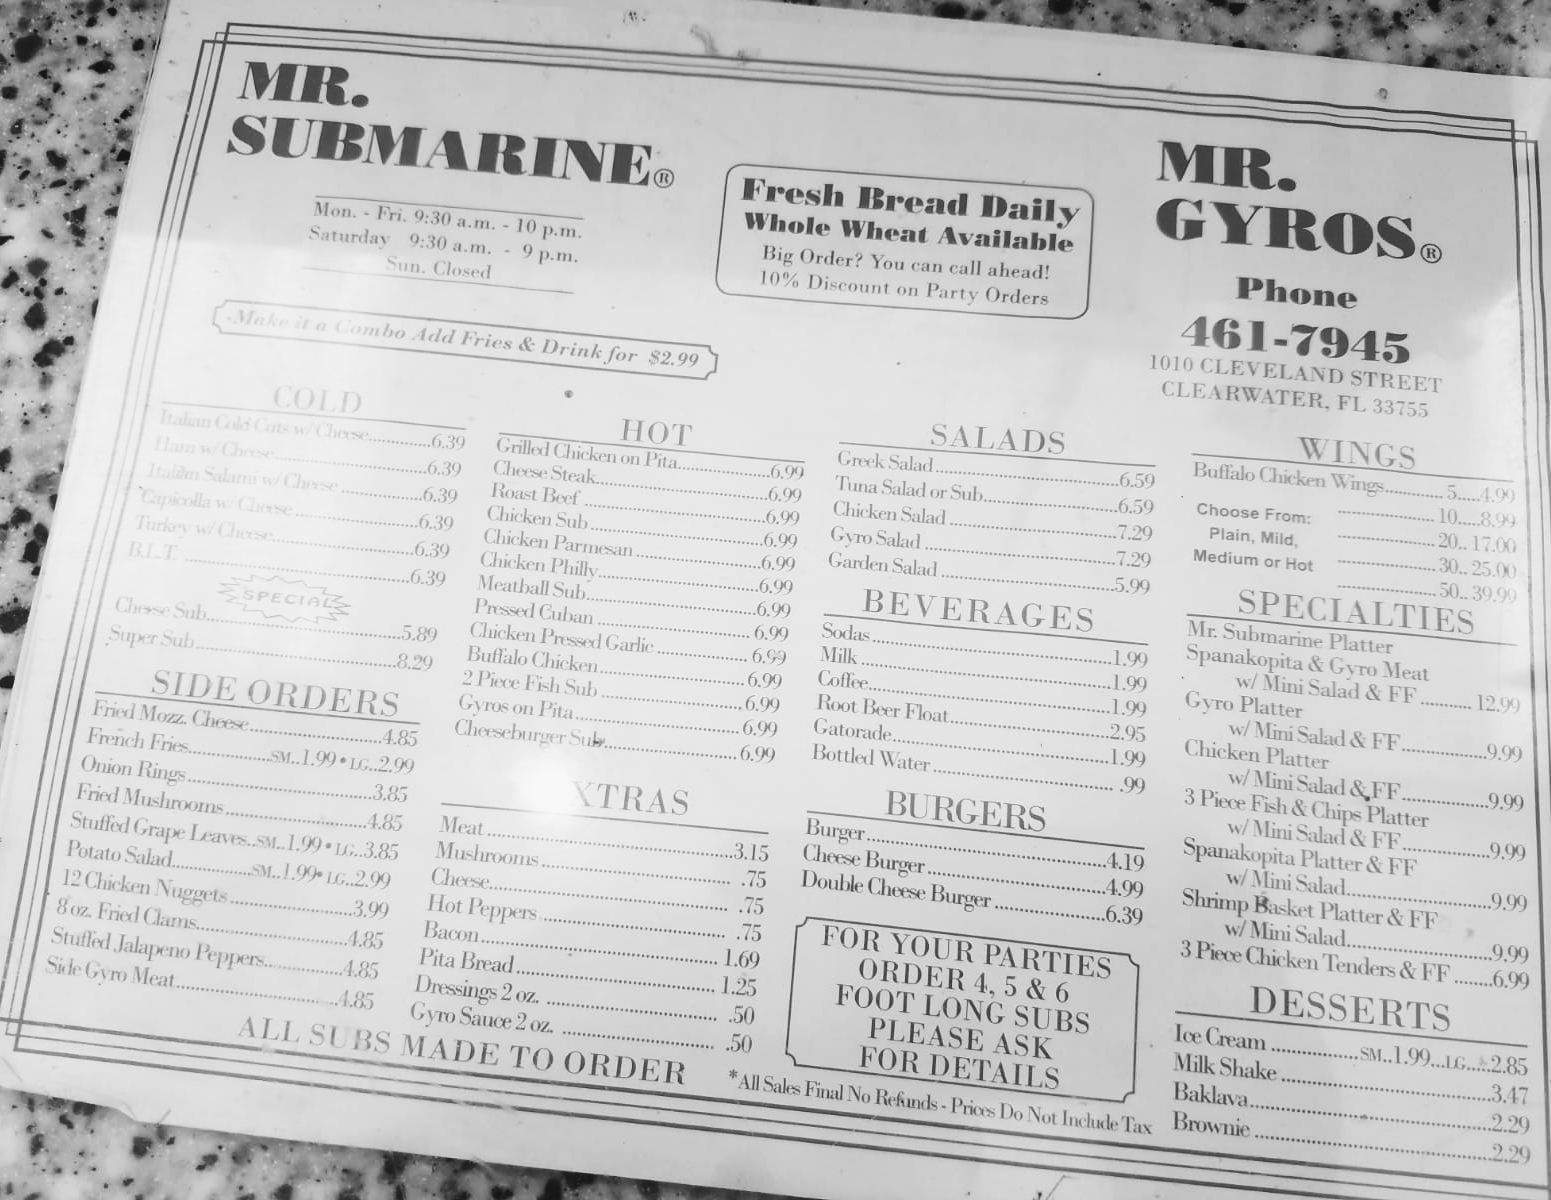 MR.
SUBMARINE®
Mon. - Fri. 9:30 a.m. - 10 p.m.
Saturday 9:30 a.m. - 9 p.m.
Sun. Closed
Fresh Bread Daily
Whole Wheat Available
Big Order? You can call ahead!
10% Discount on Party Orders
MR.
GYROS®
Phone
461-7945
1010 CLEVELAND STREET
CLEARWATER, FL 33755
-Make it a Combo Add Fries & Drink for $2.99
COLD
Italian Cold Cuts w/ Cheese............6.39
Ham w/ Cheese............6.39
Italian Salami w/ Cheese............6.39
Capicolla w/ Cheese............6.39
Turkey w/ Cheese............6.39
B.L.T. ............6.39
SPECIAL
Cheese Sub............5.89
Super Sub............8.29
SIDE ORDERS
Fried Mozz. Cheese............4.85
French Fries............SM..1.99 • LG..2.99
Onion Rings............3.85
Fried Mushrooms............4.85
Stuffed Grape Leaves..SM..1.99 • LG..3.85
Potato Salad............SM..1.99 • LG..2.99
12 Chicken Nuggets............3.99
8 oz. Fried Clams............4.85
Stuffed Jalapeno Peppers............4.85
Side Gyro Meat............4.85
HOT
Grilled Chicken on Pita............6.99
Cheese Steak............6.99
Roast Beef............6.99
Chicken Sub............6.99
Chicken Parmesan............6.99
Chicken Philly............6.99
Meatball Sub............6.99
Pressed Cuban............6.99
Chicken Pressed Garlic............6.99
Buffalo Chicken............6.99
2 Piece Fish Sub............6.99
Gyros on Pita............6.99
Cheeseburger Sub............6.99
XTRAS
Meat............3.15
Mushrooms.............75
Cheese.............75
Hot Peppers.............75
Bacon............1.69
Pita Bread............1.25
Dressings 2 oz. .............50
Gyro Sauce 2 oz. .............50
SALADS
Greek Salad............6.59
Tuna Salad or Sub............6.59
Chicken Salad............7.29
Gyro Salad............7.29
Garden Salad............5.99
BEVERAGES
Sodas............1.99
Milk............1.99
Coffee............1.99
Root Beer Float............2.95
Gatorade............1.99
Bottled Water.............99
BURGERS
Burger............4.19
Cheese Burger............4.99
Double Cheese Burger............6.39
FOR YOUR PARTIES
ORDER 4, 5 & 6
FOOT LONG SUBS
PLEASE ASK
FOR DETAILS
WINGS
Buffalo Chicken Wings............5.....4.99
Choose From: ............10.....8.99
Plain, Mild, ............20.. 17.00
Medium or Hot ............30.. 25.00
............50.. 39.99
SPECIALTIES
Mr. Submarine Platter
Spanakopita & Gyro Meat
w/ Mini Salad & FF............12.99
Gyro Platter
w/ Mini Salad & FF............9.99
Chicken Platter
w/ Mini Salad & FF............9.99
3 Piece Fish & Chips Platter
w/ Mini Salad & FF............9.99
Spanakopita Platter & FF
w/ Mini Salad............9.99
Shrimp Basket Platter & FF
w/ Mini Salad............9.99
3 Piece Chicken Tenders & FF........6.99
DESSERTS
Ice Cream............SM..1.99...LG...2.85
Milk Shake............3.47
Baklava............2.29
Brownie............2.29
ALL SUBS MADE TO ORDER
*All Sales Final No Refunds - Prices Do Not Include Tax